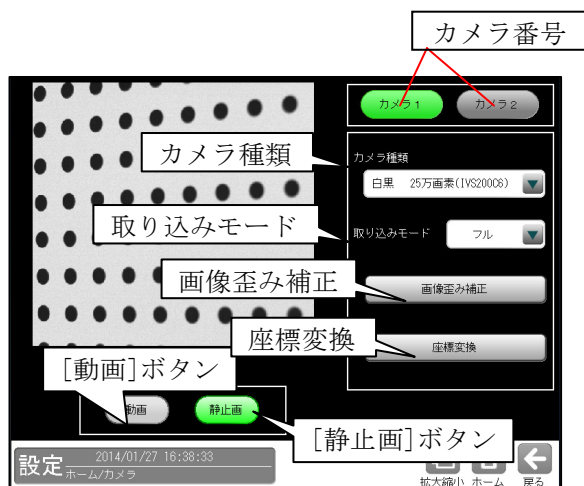 カメラ番号
カメラ1
カメラ2
カメラ種類
カメラ種類
白黒 25万画素(IVS200C6)
取り込みモード
取り込みモード
フル
画像歪み補正
画像歪み補正
座標変換
座標変換
[動画]ボタン
動画
静止画
[静止画]ボタン
設定
2014/01/27 16:38:33
ホーム/カメラ
拡大縮小
ホーム
戻る